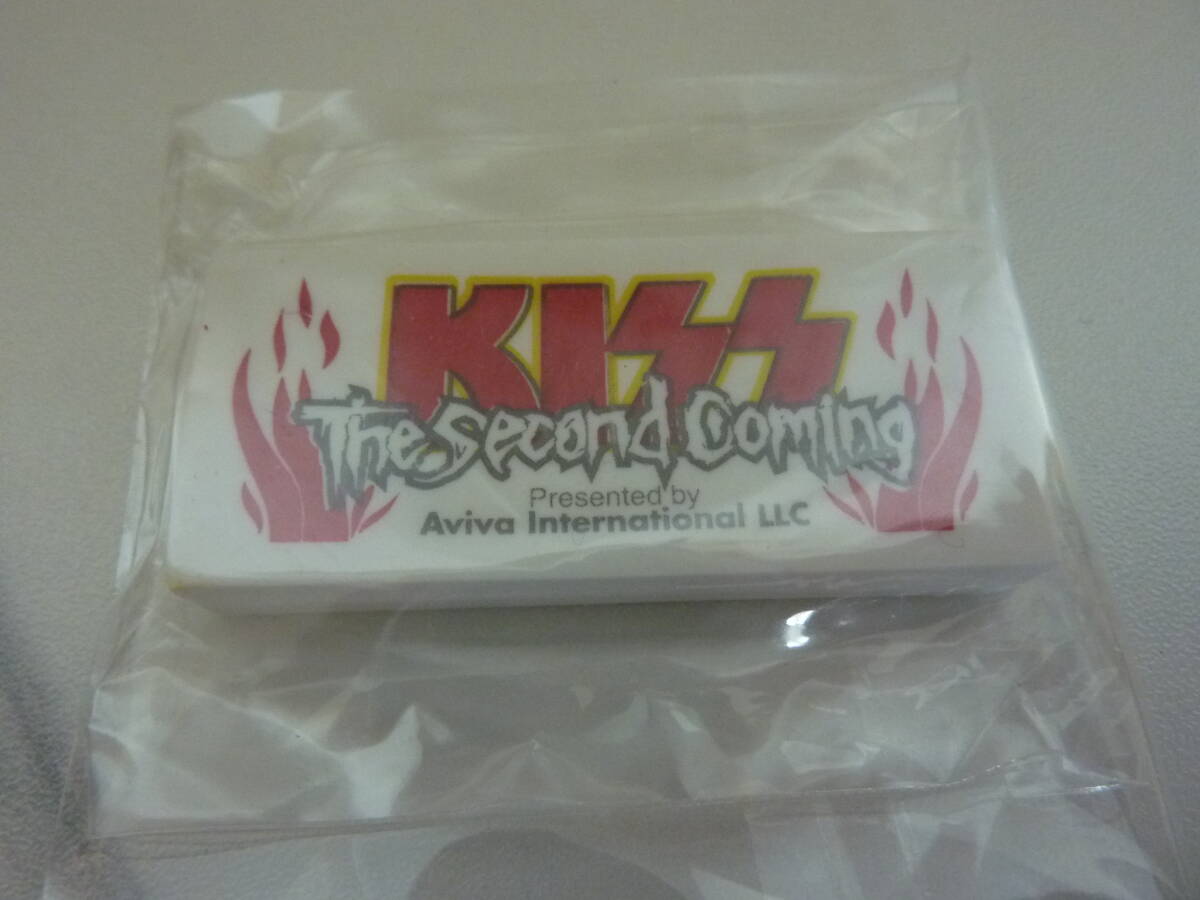 KISS
The Second Coming
Presented by
Aviva International LLC